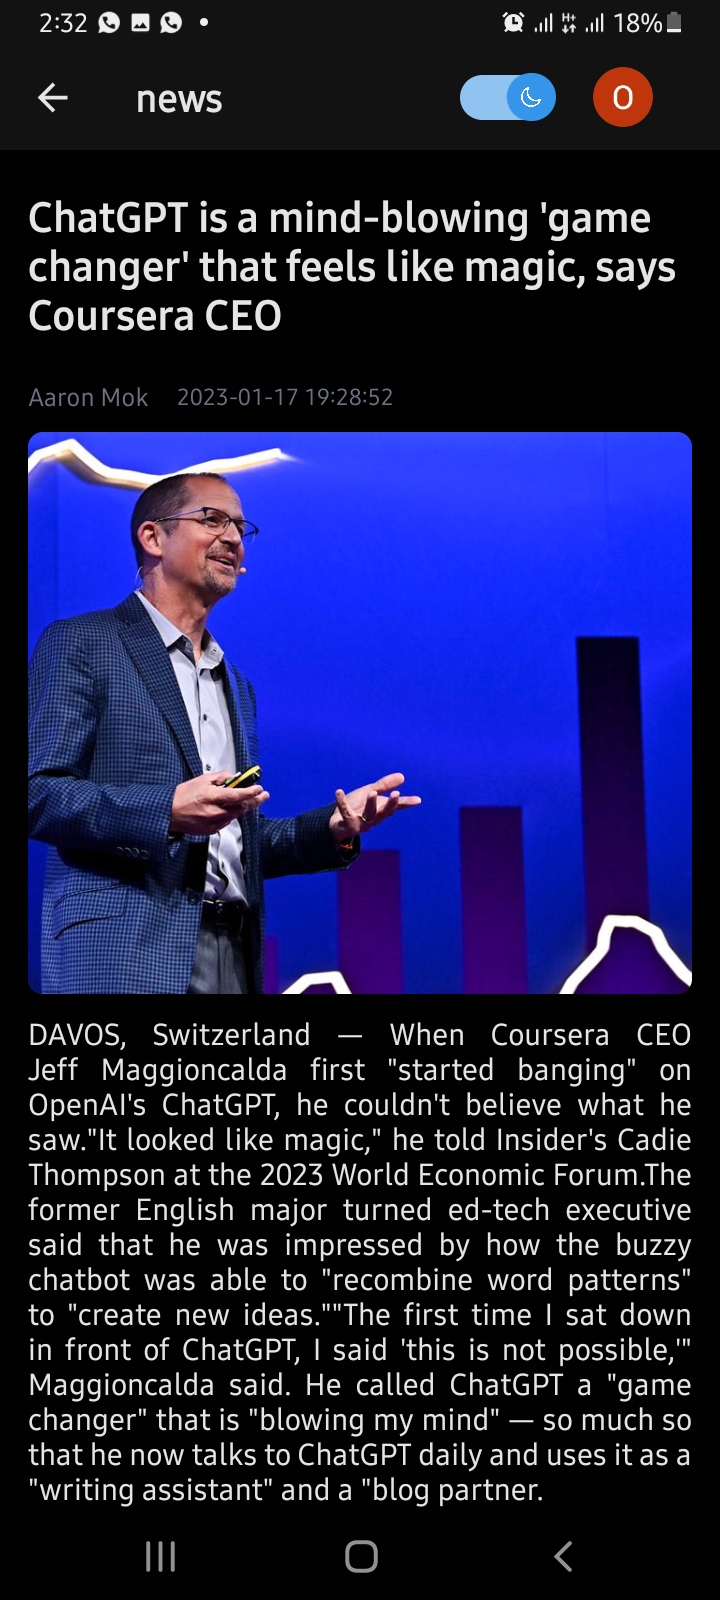 2:32
H+
18%
news
O
ChatGPT is a mind-blowing 'game
changer' that feels like magic, says
Coursera CEO
Aaron Mok 2023-01-17 19:28:52
DAVOS, Switzerland — When Coursera CEO
Jeff Maggioncalda first "started banging" on
OpenAI's ChatGPT, he couldn't believe what he
saw."It looked like magic," he told Insider's Cadie
Thompson at the 2023 World Economic Forum.The
former English major turned ed-tech executive
said that he was impressed by how the buzzy
chatbot was able to "recombine word patterns"
to "create new ideas.""The first time I sat down
in front of ChatGPT, I said 'this is not possible,'"
Maggioncalda said. He called ChatGPT a "game
changer" that is "blowing my mind" — so much so
that he now talks to ChatGPT daily and uses it as a
"writing assistant" and a "blog partner.